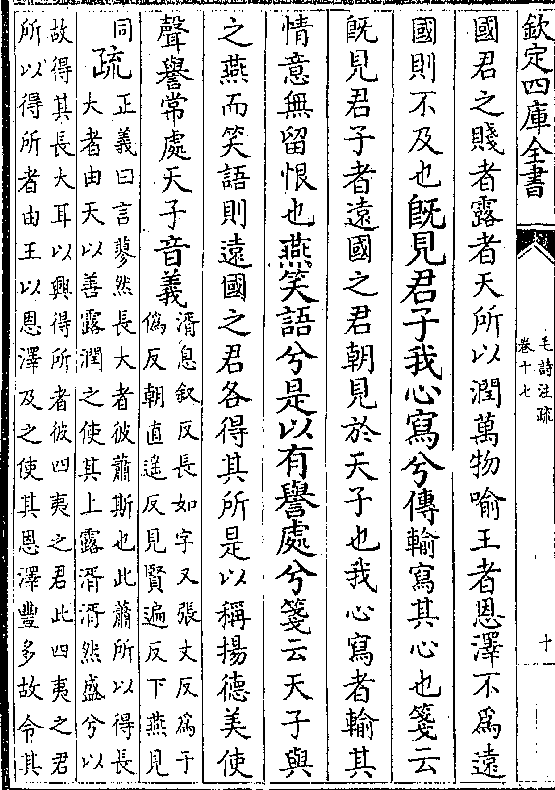 欽定四庫全書
毛詩注疏
卷十七
十
國君之賤者露者天所以潤萬物喻王者恩澤不為遠
國則不及也既見君子我心寫兮傳輸寫其心也箋云
既見君子者遠國之君朝見於天子也我心寫者輸其
情意無留恨也燕笑語兮是以有譽處兮箋云天子與
之燕而笑語則遠國之君各得其所是以稱揚德美使
聲譽常處天子音義
湑息敘反長如字又張丈反為于
偽反朝直遙反見賢遍反下燕見
同
疏
正義曰言蓼然長大者彼蕭斯也此蕭所以得長
大者由天以善露潤之使其上露湑湑然盛兮以
故得其長大耳以興得所者彼四夷之君此四夷之君
所以得所者由王以恩澤及之使其恩澤豐多故令其